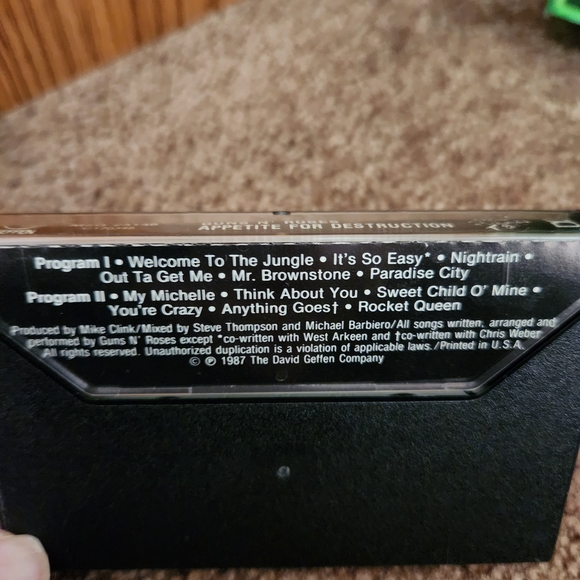 GUNS N' ROSES
APPETITE FOR DESTRUCTION
Program I • Welcome To The Jungle • It's So Easy* • Nightrain •
Out Ta Get Me • Mr. Brownstone • Paradise City
Program II • My Michelle • Think About You • Sweet Child O' Mine •
You're Crazy • Anything Goes† • Rocket Queen
Produced by Mike Clink/Mixed by Steve Thompson and Michael Barbiero/All songs written, arranged and
performed by Guns N' Roses except *co-written with West Arkeen and †co-written with Chris Weber
All rights reserved. Unauthorized duplication is a violation of applicable laws./Printed in U.S.A.
© ℗ 1987 The David Geffen Company